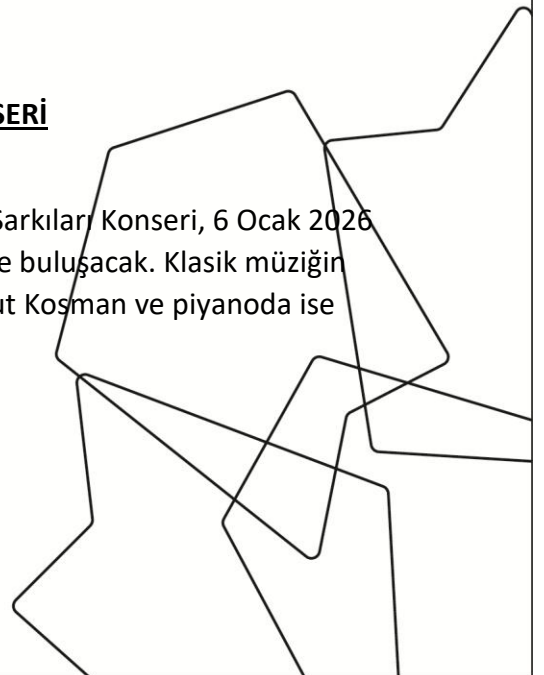 SERİ
Şarkıları Konseri, 6 Ocak 2026
e buluşacak. Klasik müziğin
ut Kosman ve piyanoda ise